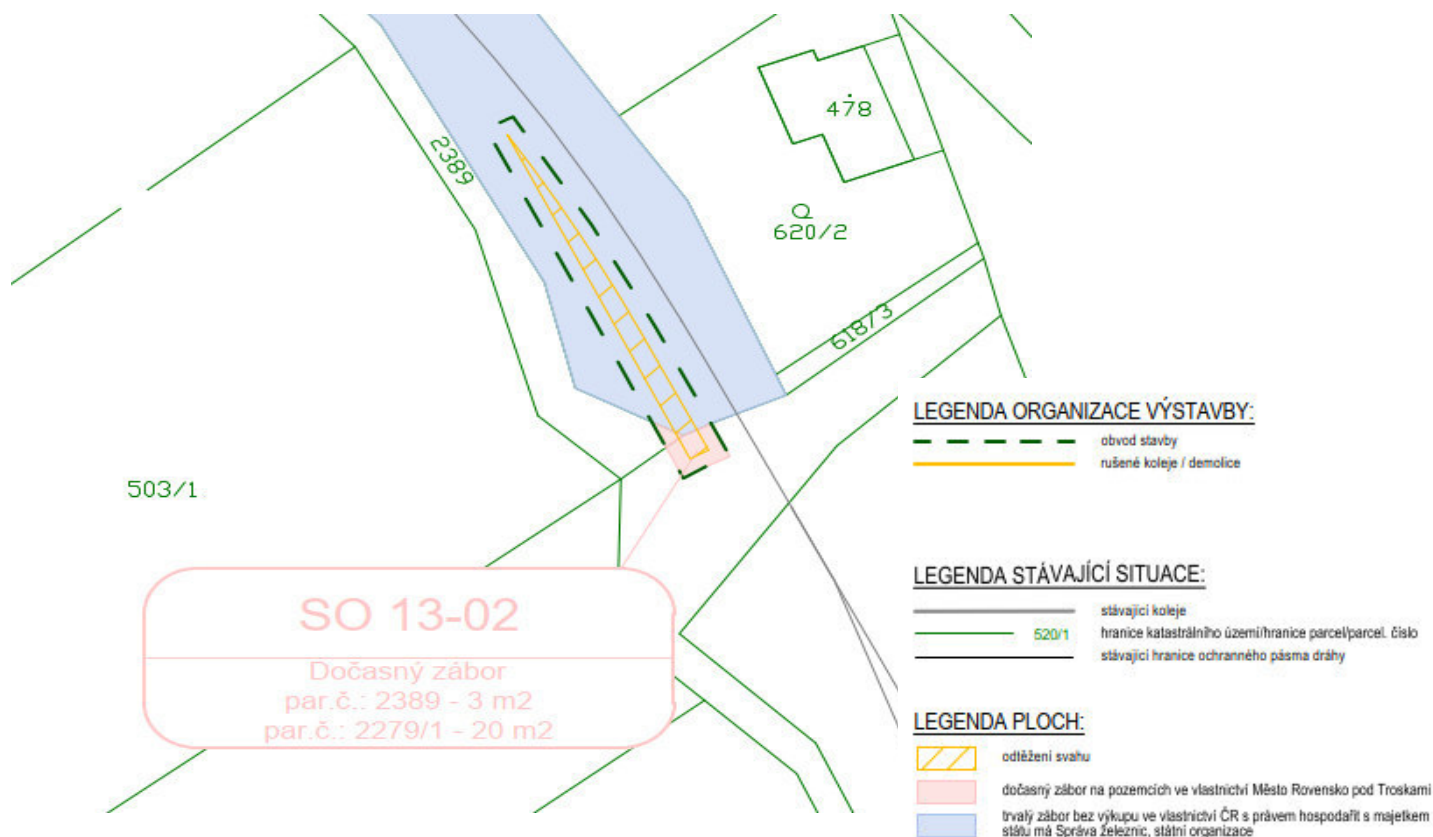 478
2389
620/2
618/3
503/1
SO 13-02
Dočasný zábor
par.č.: 2389 - 3 m2
par.č.: 2279/1 - 20 m2
LEGENDA ORGANIZACE VÝSTAVBY:
obvod stavby
rušené koleje / demolice
LEGENDA STÁVAJÍCÍ SITUACE:
stávající koleje
520/1 hranice katastrálního území/hranice parcel/parcel. číslo
stávající hranice ochranného pásma dráhy
LEGENDA PLOCH:
odtěžení svahu
dočasný zábor na pozemcích ve vlastnictví Město Rovensko pod Troskami
trvalý zábor bez výkupu ve vlastnictví ČR s právem hospodařit s majetkem
státu má Správa železnic, státní organizace